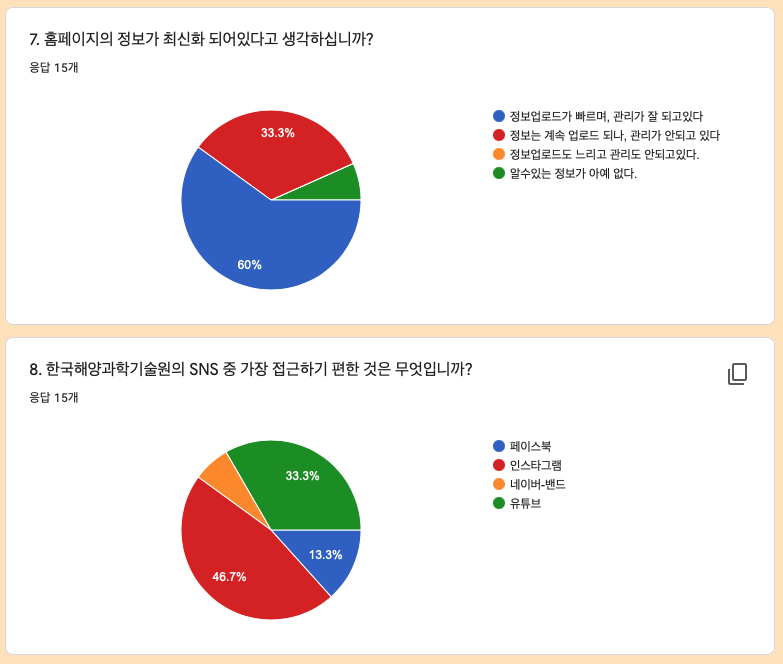 7. 홈페이지의 정보가 최신화 되어있다고 생각하십니까?
응답 15개
33.3%
60%
정보업로드가 빠르며, 관리가 잘 되고있다
정보는 계속 업로드 되나, 관리가 안되고 있다
정보업로드도 느리고 관리도 안되고있다.
알수있는 정보가 아예 없다.
8. 한국해양과학기술원의 SNS 중 가장 접근하기 편한 것은 무엇입니까?
응답 15개
33.3%
13.3%
46.7%
페이스북
인스타그램
네이버-밴드
유튜브